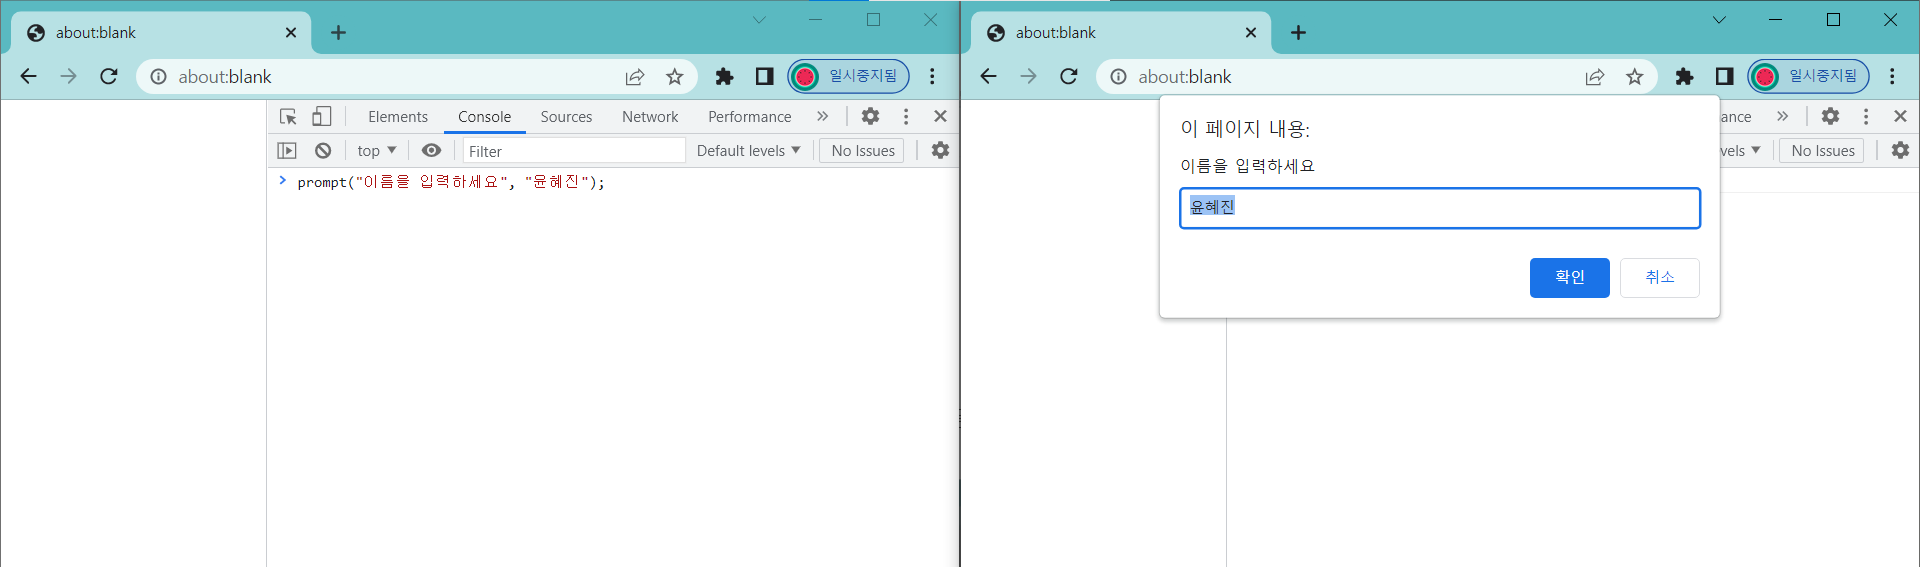 about:blank
about:blank
일시중지됨
Elements Console Sources Network Performance
top Filter Default levels No Issues
prompt("이름을 입력하세요", "윤혜진");
about:blank
about:blank
일시중지됨
ance
vels No Issues
이 페이지 내용:
이름을 입력하세요
윤혜진
확인 취소